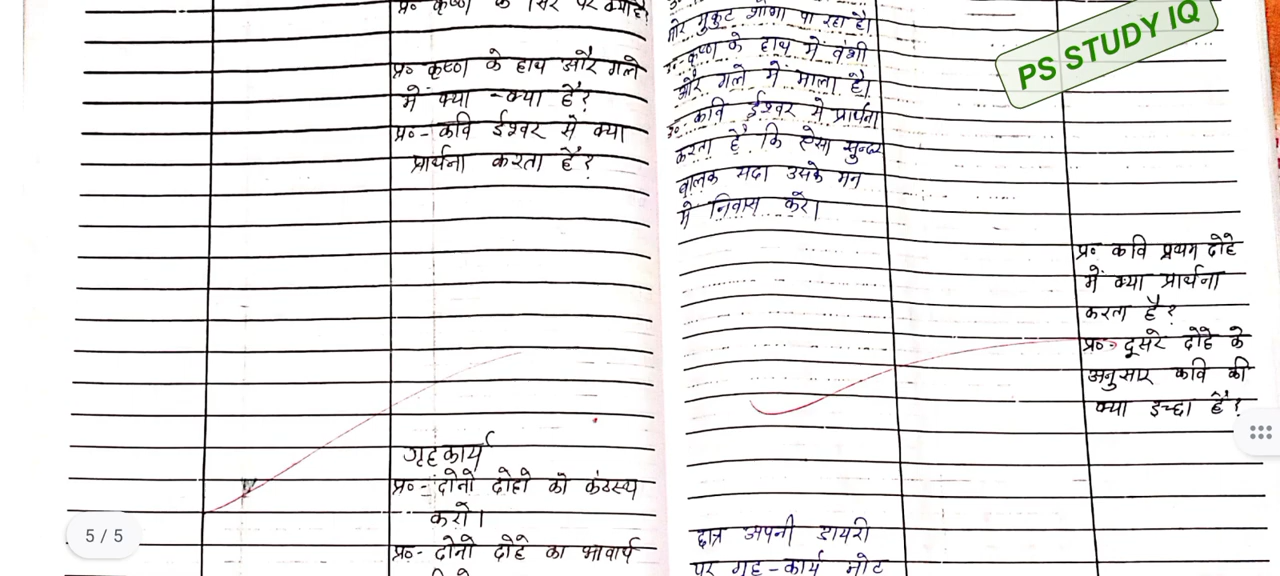 प्र० कृष्ण के सिर पर क्या है?
प्र० कृष्ण के हाथ और गले
में क्या -क्या हैं?
प्र०- कवि ईश्वर से क्या
प्रार्थना करता हैं?
गृहकार्य
प्र०- दोनो दोहो को कंठस्थ
करो।
प्र०- दोनो दोहे का भावार्थ
मोर मुकुट शोभा पा रहा है।
उ०- कृष्ण के हाथ में वंशी
और गले में माला है।
उ०- कवि ईश्वर से प्रार्थना
करता है कि ऐसा सुन्दर
बालक सदा उसके मन
में निवास करें।
छात्र अपनी डायरी
पर गृह-कार्य नोट
PS STUDY IQ
प्र० कवि प्रथम दोहे
में क्या प्रार्थना
करता है?
प्र०- दूसरे दोहे के
अनुसार कवि की
क्या इच्छा हैं?
5 / 5